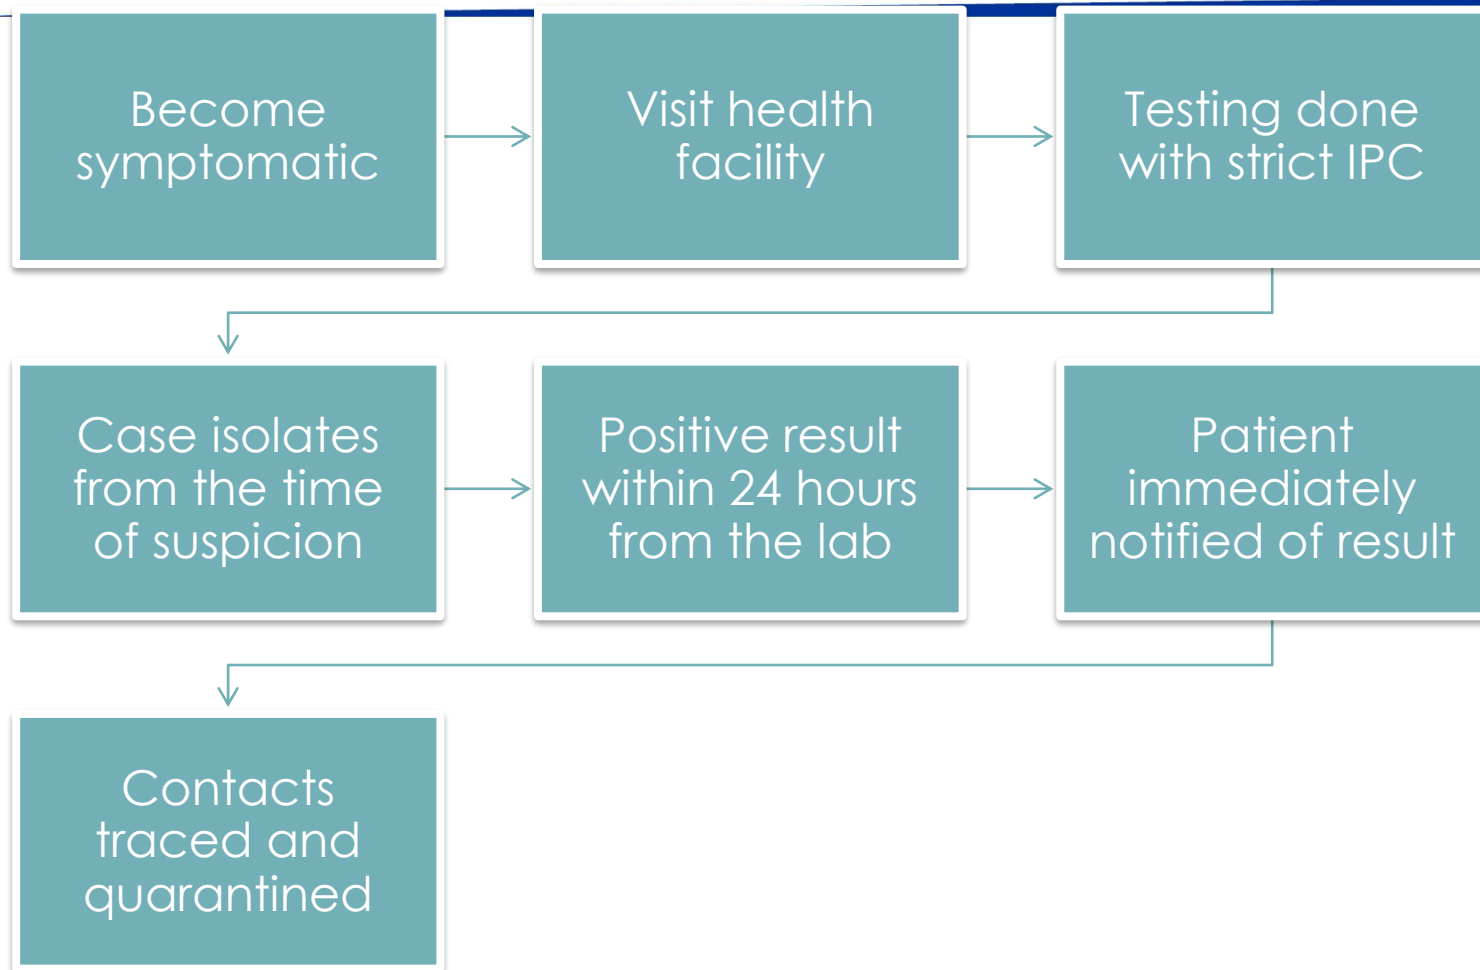 Become
symptomatic
Visit health
facility
Testing done
with strict IPC
Case isolates
from the time
of suspicion
Positive result
within 24 hours
from the lab
Patient
immediately
notified of result
Contacts
traced and
quarantined